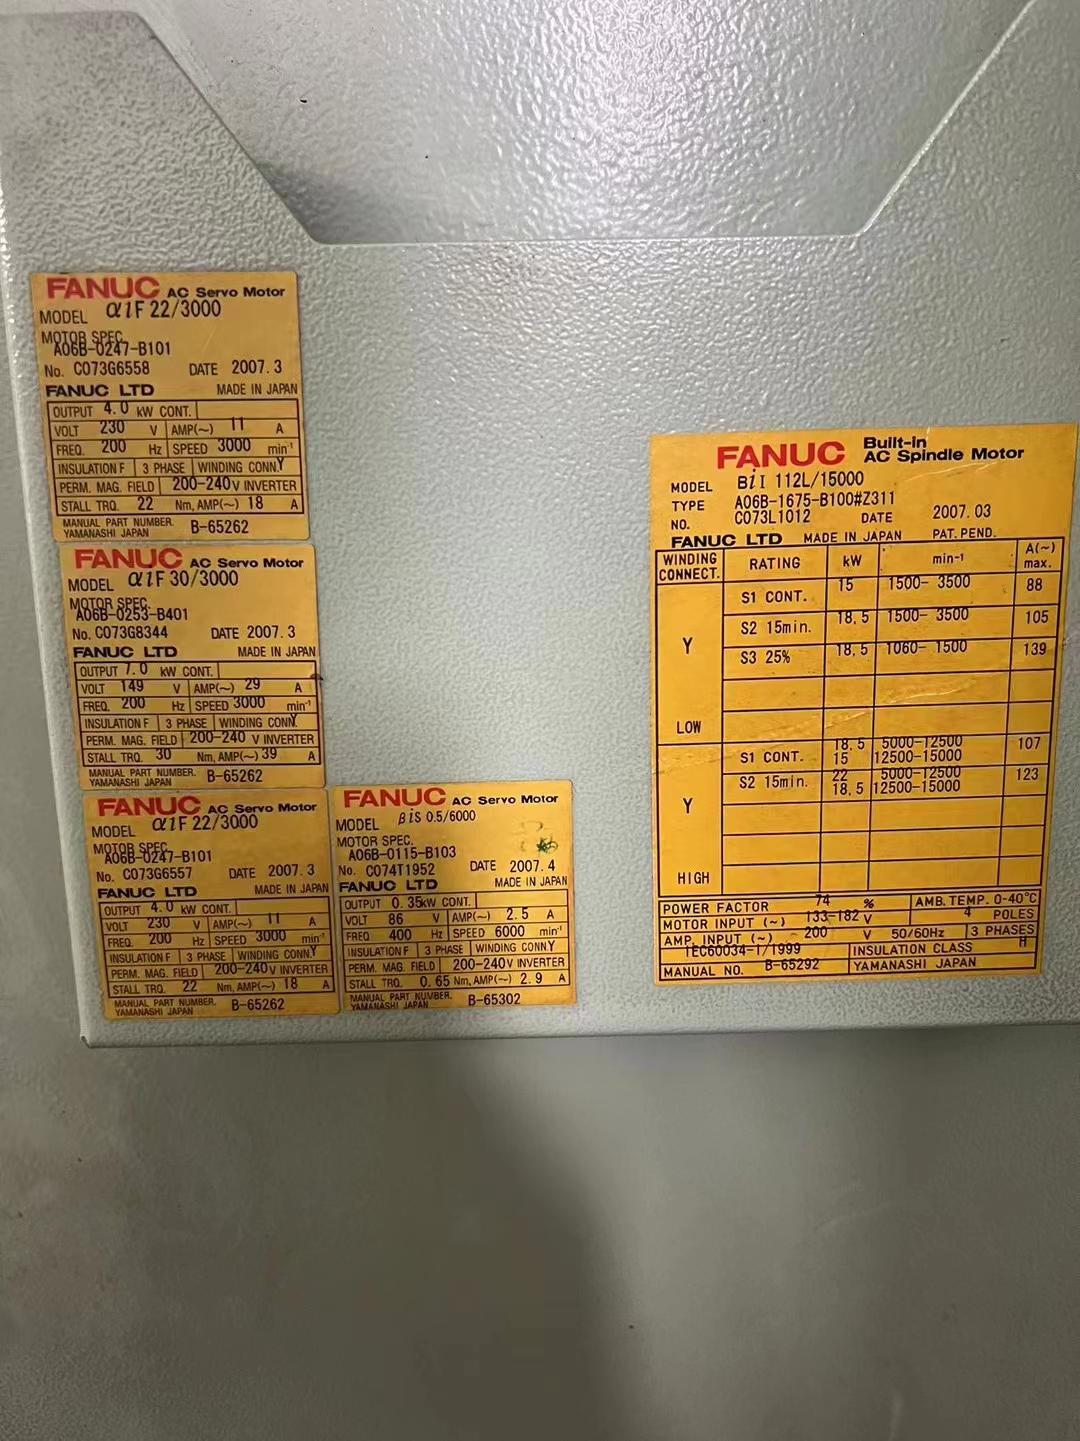 FANUC AC Servo Motor
MODEL αiF 22/3000
MOTOR SPEC.
A06B-0247-B101
No. C073G6558 DATE 2007.3
FANUC LTD MADE IN JAPAN
OUTPUT 4.0 kW CONT.
VOLT 230 V AMP(~) 11 A
FREQ. 200 Hz SPEED 3000 min⁻¹
INSULATION F 3 PHASE WINDING CONN.Y
PERM. MAG. FIELD 200-240V INVERTER
STALL TRQ. 22 Nm, AMP(~) 18 A
MANUAL PART NUMBER. B-65262
YAMANASHI JAPAN
FANUC AC Servo Motor
MODEL αiF 30/3000
MOTOR SPEC.
A06B-0253-B401
No. C073G8344 DATE 2007.3
FANUC LTD MADE IN JAPAN
OUTPUT 7.0 kW CONT.
VOLT 149 V AMP(~) 29 A
FREQ. 200 Hz SPEED 3000 min⁻¹
INSULATION F 3 PHASE WINDING CONN.Y
PERM. MAG. FIELD 200-240 V INVERTER
STALL TRQ. 30 Nm, AMP(~) 39 A
MANUAL PART NUMBER. B-65262
YAMANASHI JAPAN
FANUC AC Servo Motor
MODEL αiF 22/3000
MOTOR SPEC.
A06B-0247-B101
No. C073G6557 DATE 2007.3
FANUC LTD MADE IN JAPAN
OUTPUT 4.0 kW CONT.
VOLT 230 V AMP(~) 11 A
FREQ. 200 Hz SPEED 3000 min⁻¹
INSULATION F 3 PHASE WINDING CONN.Y
PERM. MAG. FIELD 200-240V INVERTER
STALL TRQ. 22 Nm, AMP(~) 18 A
MANUAL PART NUMBER. B-65262
YAMANASHI JAPAN
FANUC AC Servo Motor
MODEL βiS 0.5/6000
MOTOR SPEC.
A06B-0115-B103
No. C074T1952 DATE 2007.4
FANUC LTD MADE IN JAPAN
OUTPUT 0.35kW CONT.
VOLT 86 V AMP(~) 2.5 A
FREQ 400 Hz SPEED 6000 min⁻¹
INSULATION F 3 PHASE WINDING CONN.Y
PERM. MAG. FIELD 200-240V INVERTER
STALL TRQ. 0.65 Nm, AMP(~) 2.9 A
MANUAL PART NUMBER. B-65302
YAMANASHI JAPAN
FANUC Built-in AC Spindle Motor
MODEL BiI 112L/15000
TYPE A06B-1675-B100#Z311
NO. C073L1012 DATE 2007.03
FANUC LTD MADE IN JAPAN PAT. PEND.
WINDING CONNECT. RATING kW min⁻¹ A(~) max.
S1 CONT. 15 1500- 3500 88
S2 15min. 18.5 1500- 3500 105
Y S3 25% 18.5 1060- 1500 139
LOW
S1 CONT. 18.5 5000-12500 107
15 12500-15000
S2 15min. 22 5000-12500 123
18.5 12500-15000
Y
HIGH
POWER FACTOR 74 % AMB. TEMP. 0-40°C
MOTOR INPUT (~) 133-182 V 4 POLES
AMP. INPUT (~) 200 V 50/60Hz 3 PHASES
IEC60034-1/1999 INSULATION CLASS H
MANUAL NO. B-65292 YAMANASHI JAPAN